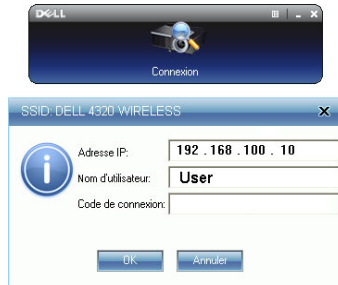 DELL
Connexion
SSID: DELL 4320 WIRELESS
Adresse IP: 192 . 168 . 100 . 10
Nom d'utilisateur: User
Code de connexion:
OK Annuler